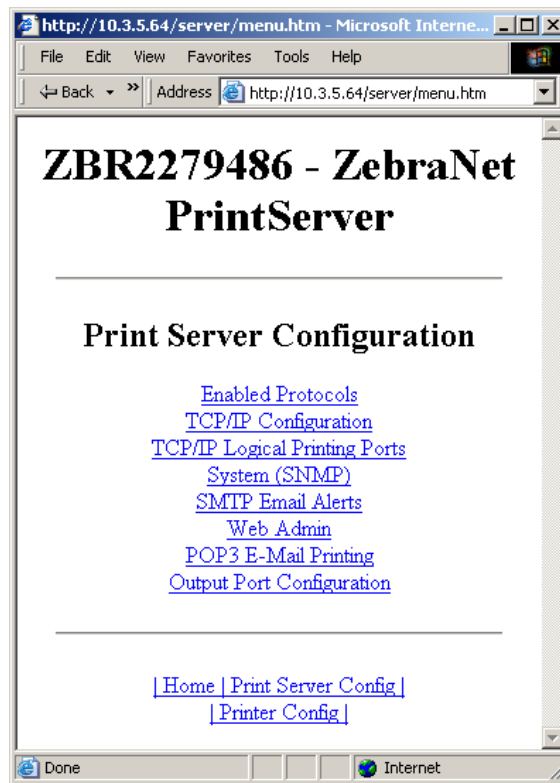 http://10.3.5.64/server/menu.htm - Microsoft Interne...
File Edit View Favorites Tools Help
Back » Address http://10.3.5.64/server/menu.htm
ZBR2279486 - ZebraNet
PrintServer
Print Server Configuration
Enabled Protocols
TCP/IP Configuration
TCP/IP Logical Printing Ports
System (SNMP)
SMTP Email Alerts
Web Admin
POP3 E-Mail Printing
Output Port Configuration
| Home | Print Server Config |
| Printer Config |
Done Internet